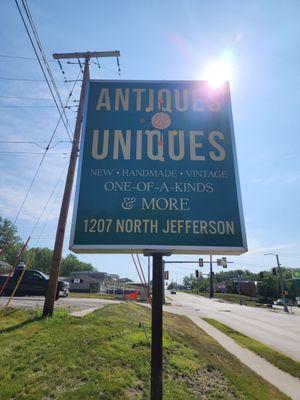 ANTIQUES
&
UNIQUES
NEW • HANDMADE • VINTAGE
ONE-OF-A-KINDS
& MORE
1207 NORTH JEFFERSON